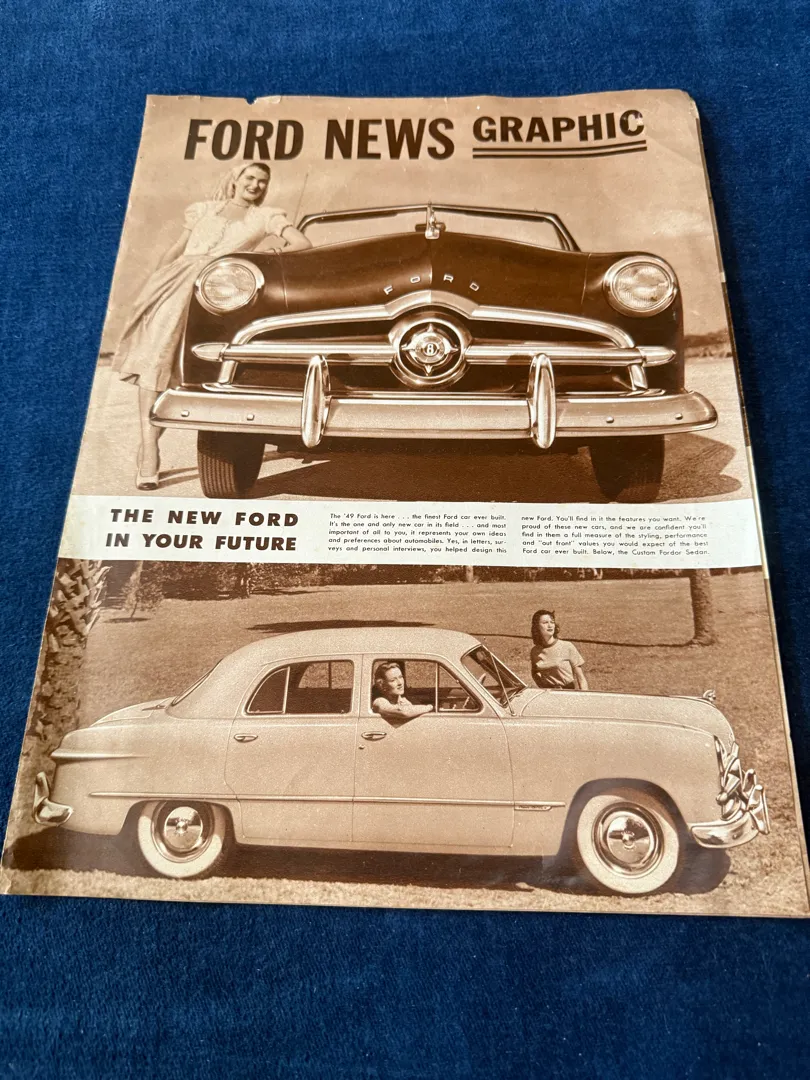 FORD NEWS GRAPHIC
FORD
8
THE NEW FORD
IN YOUR FUTURE
The '49 Ford is here . . . the finest Ford car ever built.
It's the one and only new car in its field . . . and most
important of all to you, it represents your own ideas
and preferences about automobiles. Yes, in letters, sur-
veys and personal interviews, you helped design this
new Ford. You'll find in it the features you want. We're
proud of these new cars, and we are confident you'll
find in them a full measure of the styling, performance
and "out front" values you would expect of the best
Ford car ever built. Below, the Custom Fordor Sedan.